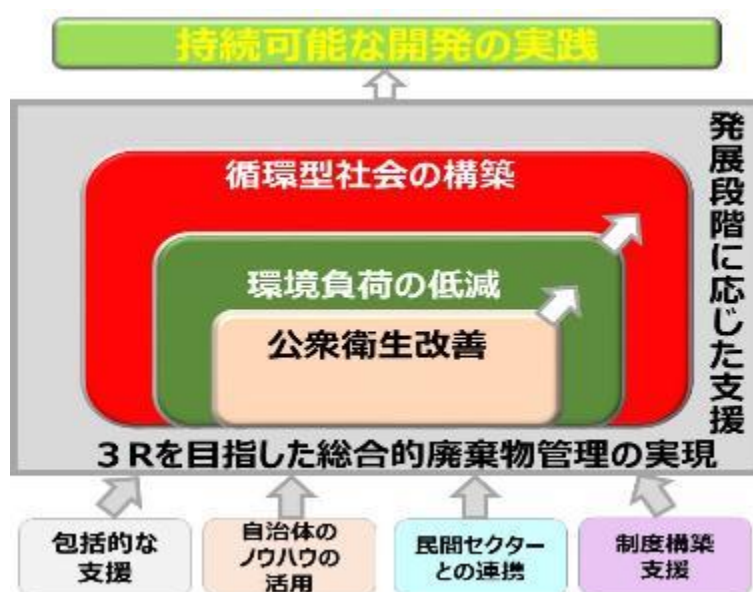 持続可能な開発の実践
発展段階に応じた支援
循環型社会の構築
環境負荷の低減
公衆衛生改善
３Rを目指した総合的廃棄物管理の実現
包括的な
支援
自治体の
ノウハウの
活用
民間セクター
との連携
制度構築
支援